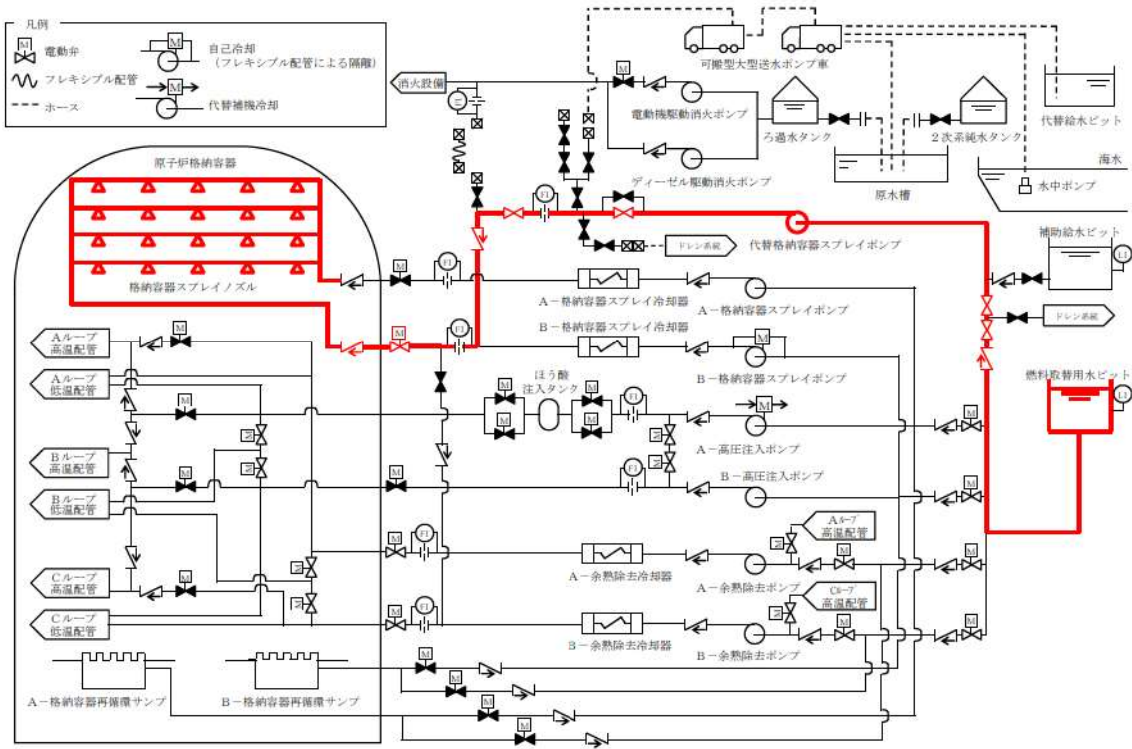 凡例
M
電動弁
フレキシブル配管
ホース
M
自己冷却
(フレキシブル配管による隔離)
M
代替補機冷却
可搬型大型送水ポンプ車
消火設備
M
FI
電動機駆動消火ポンプ
ろ過水タンク
2次系純水タンク
代替給水ピット
ディーゼル駆動消火ポンプ
原水槽
海水
水中ポンプ
原子炉格納容器
FI
代替格納容器スプレイポンプ
ドレン系統
補助給水ピット
LI
ドレン系統
格納容器スプレイノズル
M
FI
A-格納容器スプレイ冷却器
A-格納容器スプレイポンプ
B-格納容器スプレイ冷却器
M
FI
M
B-格納容器スプレイポンプ
燃料取替用水ピット
LI
Aループ
高温配管
M
Aループ
低温配管
M
ほう酸
注入タンク
M
M
M
M
FI
M
A-高圧注入ポンプ
M
M
M
M
M
Bループ
高温配管
Bループ
低温配管
M
M
FI
B-高圧注入ポンプ
M
Aループ
高温配管
M
FI
A-余熱除去冷却器
M
M
A-余熱除去ポンプ
M
Cループ
高温配管
M
M
M
Cループ
低温配管
Cループ
高温配管
M
FI
B-余熱除去冷却器
M
M
B-余熱除去ポンプ
M
M
M
M
M
A-格納容器再循環サンプ
B-格納容器再循環サンプ